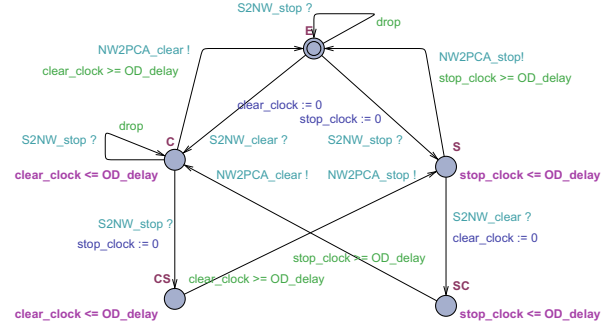 S2NW_stop ?
drop
E
NW2PCA_clear !
clear_clock >= OD_delay
NW2PCA_stop!
stop_clock >= OD_delay
clear_clock := 0
stop_clock := 0
drop
S2NW_stop ?
C
S2NW_clear ?
S2NW_stop ?
S
clear_clock <= OD_delay
NW2PCA_clear !
NW2PCA_stop !
stop_clock <= OD_delay
S2NW_stop ?
stop_clock := 0
S2NW_clear ?
clear_clock := 0
stop_clock >= OD_delay
CS
clear_clock >= OD_delay
SC
clear_clock <= OD_delay
stop_clock <= OD_delay